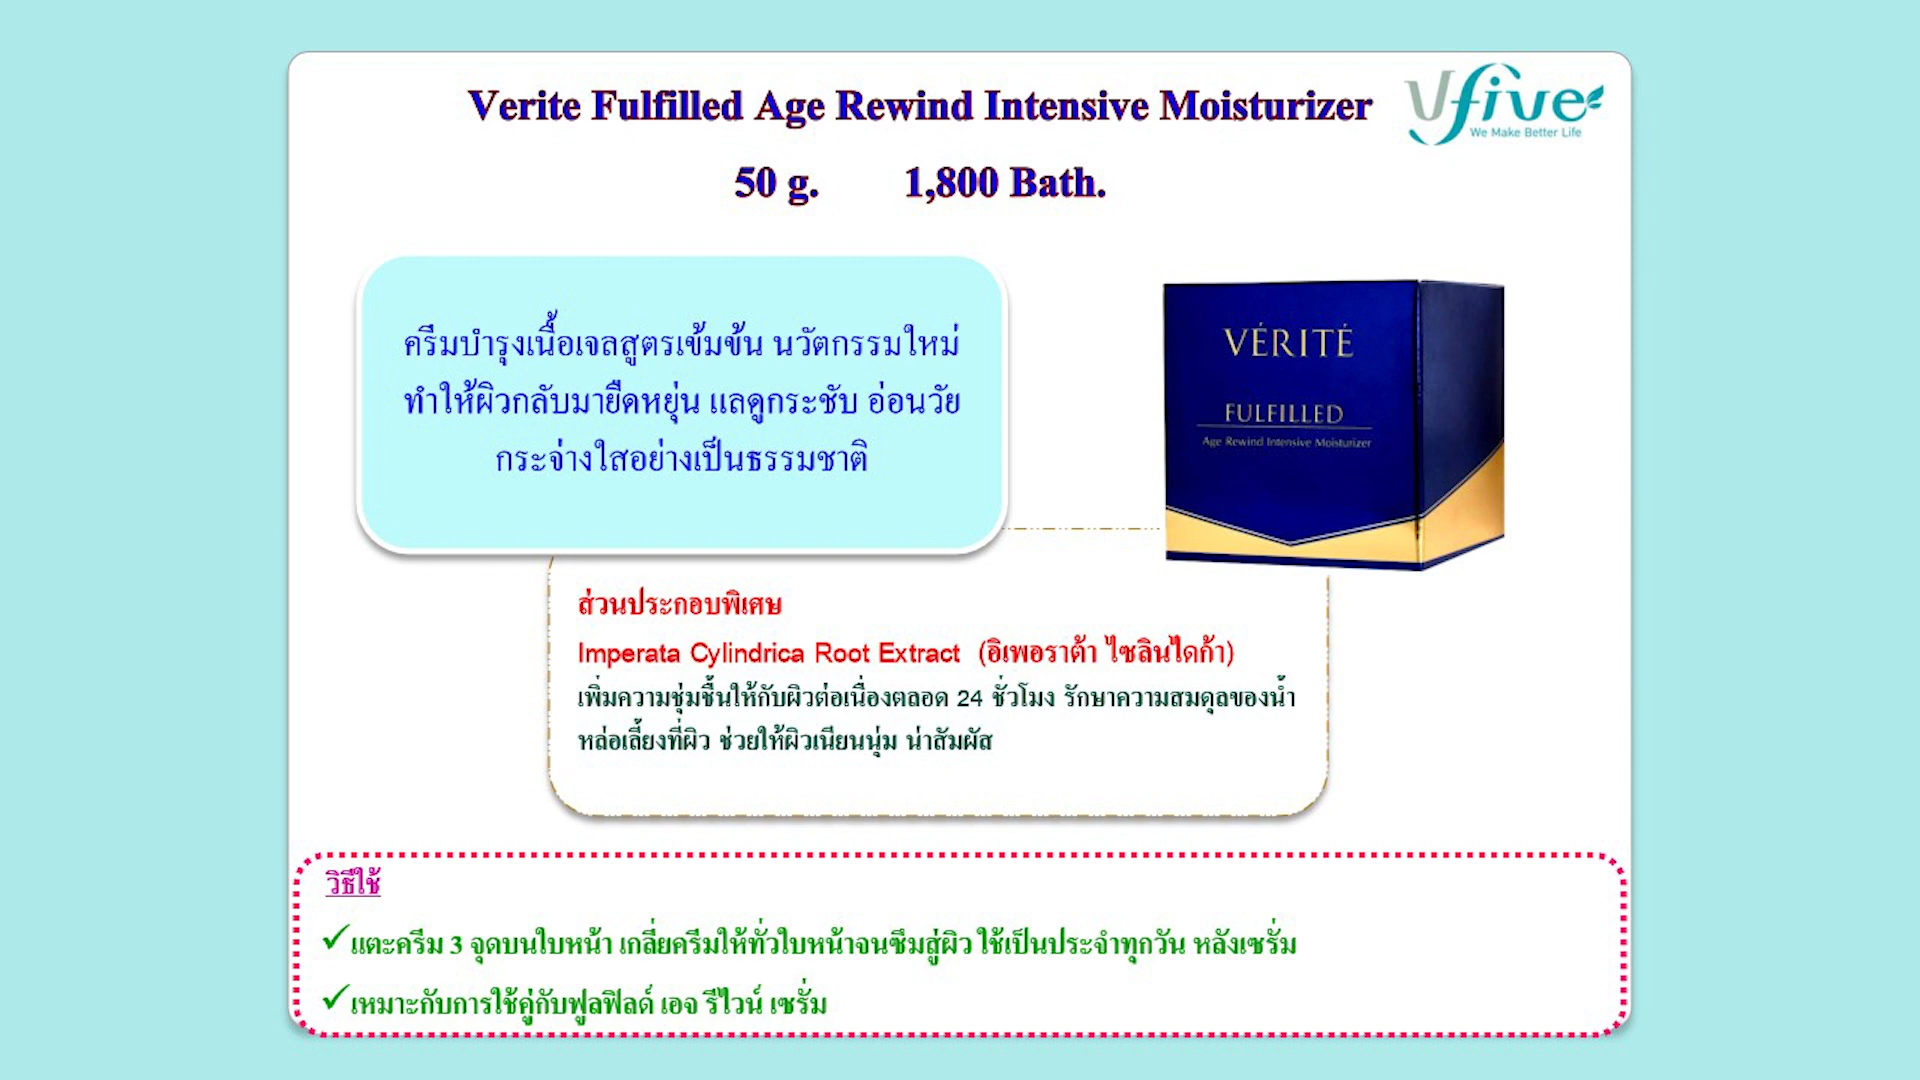 Verite Fulfilled Age Rewind Intensive Moisturizer
Vfive
We Make Better Life
50 g. 1,800 Bath.
ครีมบำรุงเนื้อเจลสูตรเข้มข้น นวัตกรรมใหม่
ทำให้ผิวกลับมายืดหยุ่น แลดูกระชับ อ่อนวัย
กระจ่างใสอย่างเป็นธรรมชาติ
VÉRITÉ
FULFILLED
Age Rewind Intensive Moisturizer
ส่วนประกอบพิเศษ
Imperata Cylindrica Root Extract (อิเพอราต้า ไซลินไดก้า)
เพิ่มความชุ่มชื้นให้กับผิวต่อเนื่องตลอด 24 ชั่วโมง รักษาความสมดุลของน้ำ
หล่อเลี้ยงที่ผิว ช่วยให้ผิวเนียนนุ่ม น่าสัมผัส
วิธีใช้
✓แตะครีม 3 จุดบนใบหน้า เกลี่ยครีมให้ทั่วใบหน้าจนซึมสู่ผิว ใช้เป็นประจำทุกวัน หลังเซรั่ม
✓เหมาะกับการใช้คู่กับฟูลฟิลด์ เอจ รีไวน์ เซรั่ม